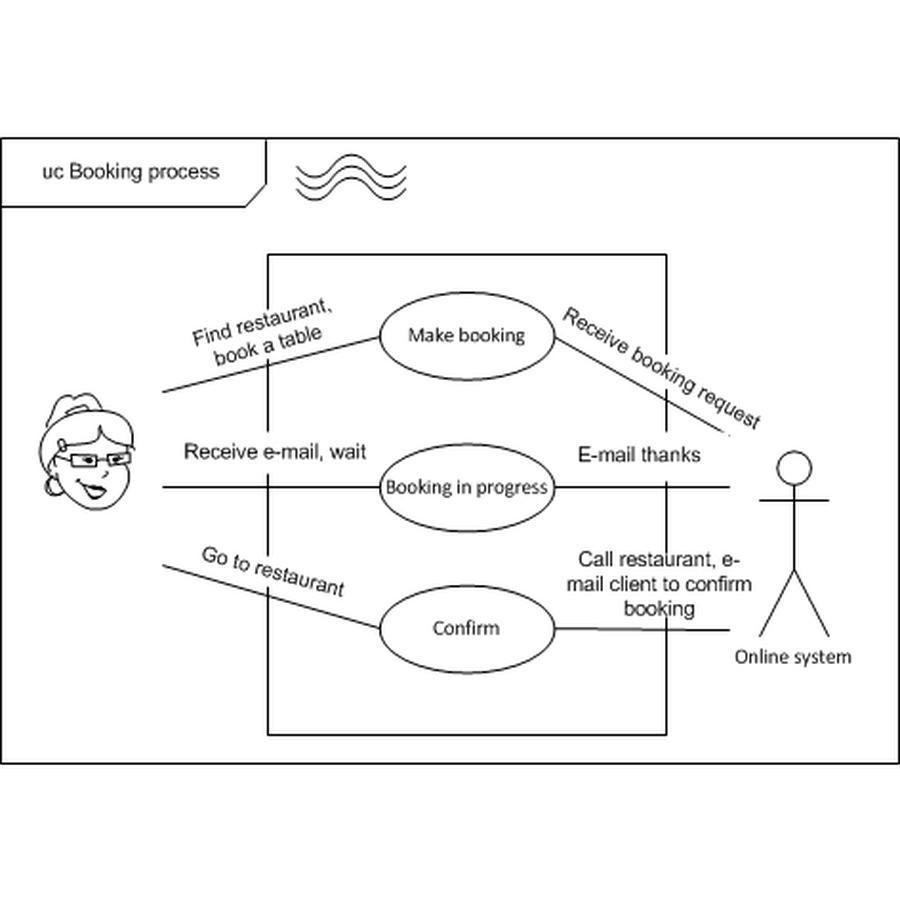 uc Booking process
Find restaurant,
book a table
Make booking
Receive booking request
Receive e-mail, wait
Booking in progress
E-mail thanks
Go to restaurant
Confirm
Call restaurant, e-
mail client to confirm
booking
Online system